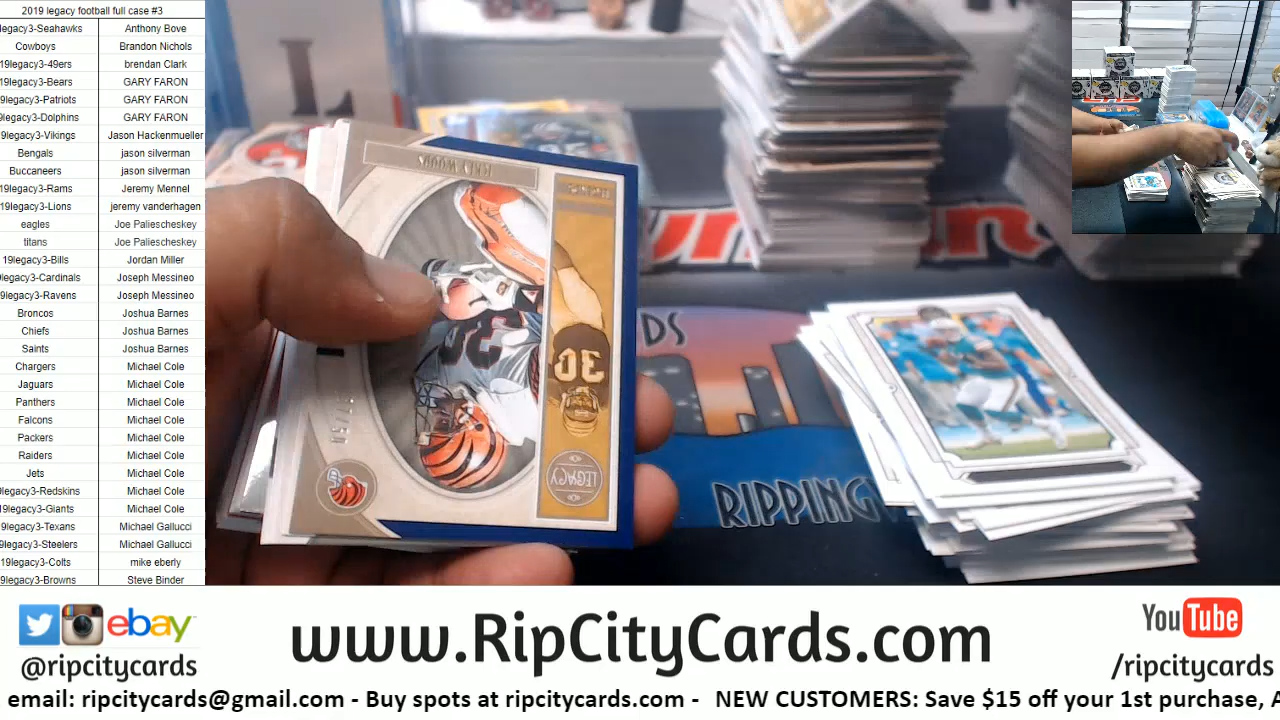 2019 legacy football full case #3
legacy3-Seahawks Anthony Bove
Cowboys Brandon Nichols
19legacy3-49ers brendan Clark
9legacy3-Bears GARY FARON
9legacy3-Patriots GARY FARON
9legacy3-Dolphins GARY FARON
19legacy3-Vikings Jason Hackenmueller
Bengals jason silverman
Buccaneers jason silverman
9legacy3-Rams Jeremy Mennel
19legacy3-Lions jeremy vanderhagen
eagles Joe Paliescheskey
titans Joe Paliescheskey
19legacy3-Bills Jordan Miller
9legacy3-Cardinals Joseph Messineo
9legacy3-Ravens Joseph Messineo
Broncos Joshua Barnes
Chiefs Joshua Barnes
Saints Joshua Barnes
Chargers Michael Cole
Jaguars Michael Cole
Panthers Michael Cole
Falcons Michael Cole
Packers Michael Cole
Raiders Michael Cole
Jets Michael Cole
9legacy3-Redskins Michael Cole
9legacy3-Giants Michael Cole
9legacy3-Texans Michael Gallucci
9legacy3-Steelers Michael Gallucci
19legacy3-Colts mike eberly
9legacy3-Browns Steve Binder
ICKEY WOODS
BENGALS
30
30
LEGACY
L
DS
RIPPING
ebay
@ripcitycards
www.RipCityCards.com
YouTube
/ripcitycards
email: ripcitycards@gmail.com - Buy spots at ripcitycards.com - NEW CUSTOMERS: Save $15 off your 1st purchase, A